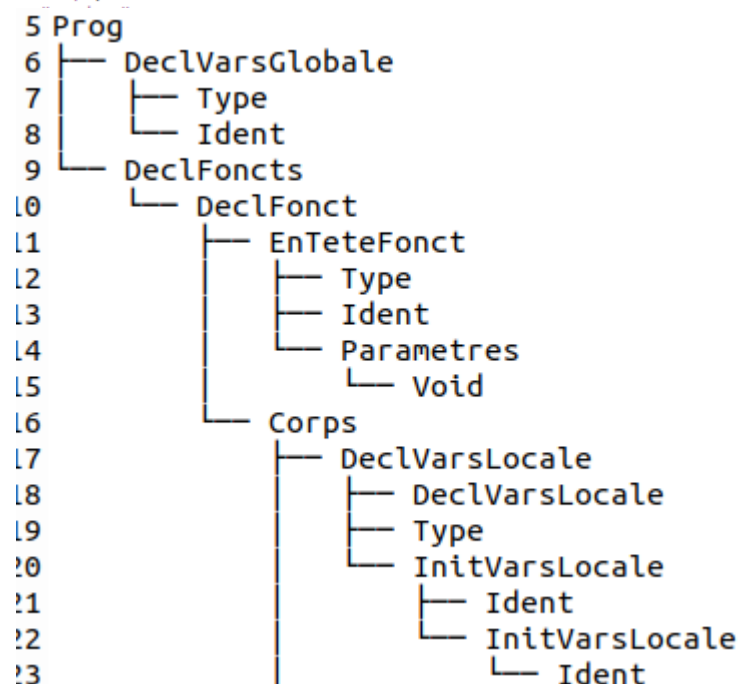 5 Prog
6 ├── DeclVarsGlobale
7 │   ├── Type
8 │   └── Ident
9 └── DeclFoncts
10     └── DeclFonct
11         ├── EnTeteFonct
12         │   ├── Type
13         │   ├── Ident
14         │   └── Parametres
15         │       └── Void
16         └── Corps
17             ├── DeclVarsLocale
18             │   ├── DeclVarsLocale
19             │   ├── Type
20             │   └── InitVarsLocale
21             │       ├── Ident
22             │       └── InitVarsLocale
23             │           └── Ident